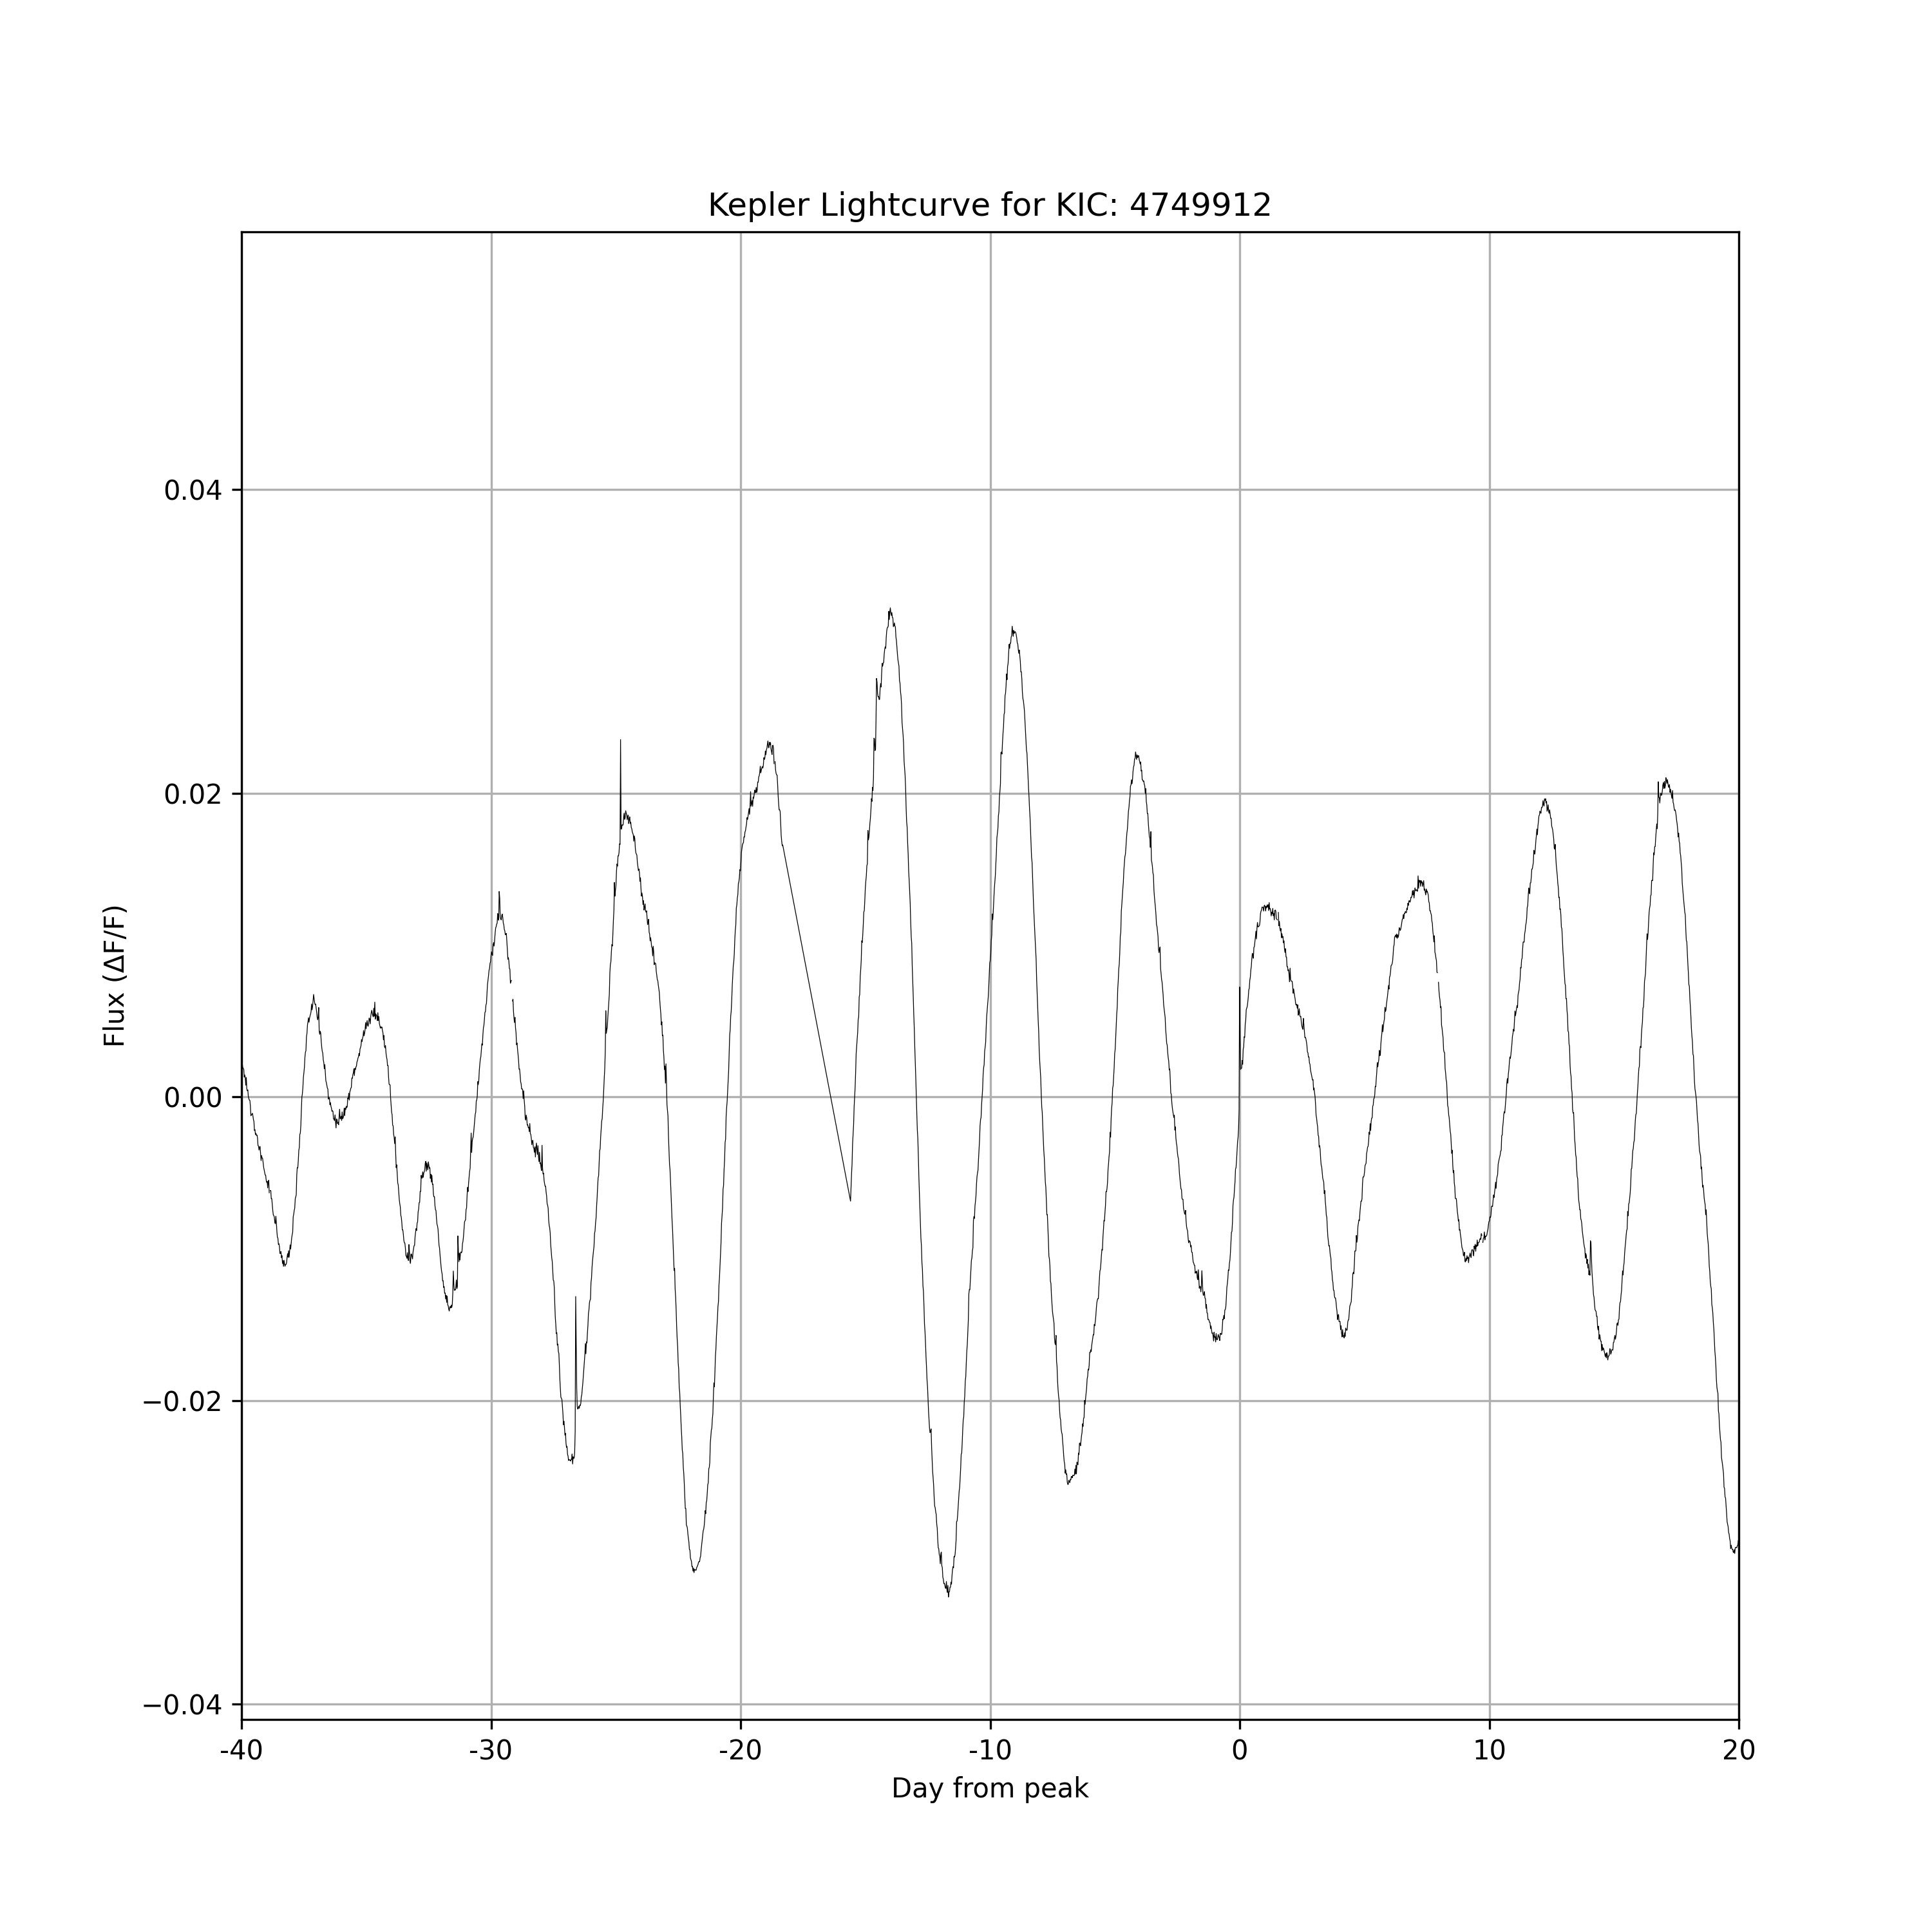 Kepler Lightcurve for KIC: 4749912
Flux (ΔF/F)
0.04
0.02
0.00
−0.02
−0.04
-40 -30 -20 -10 0 10 20
Day from peak